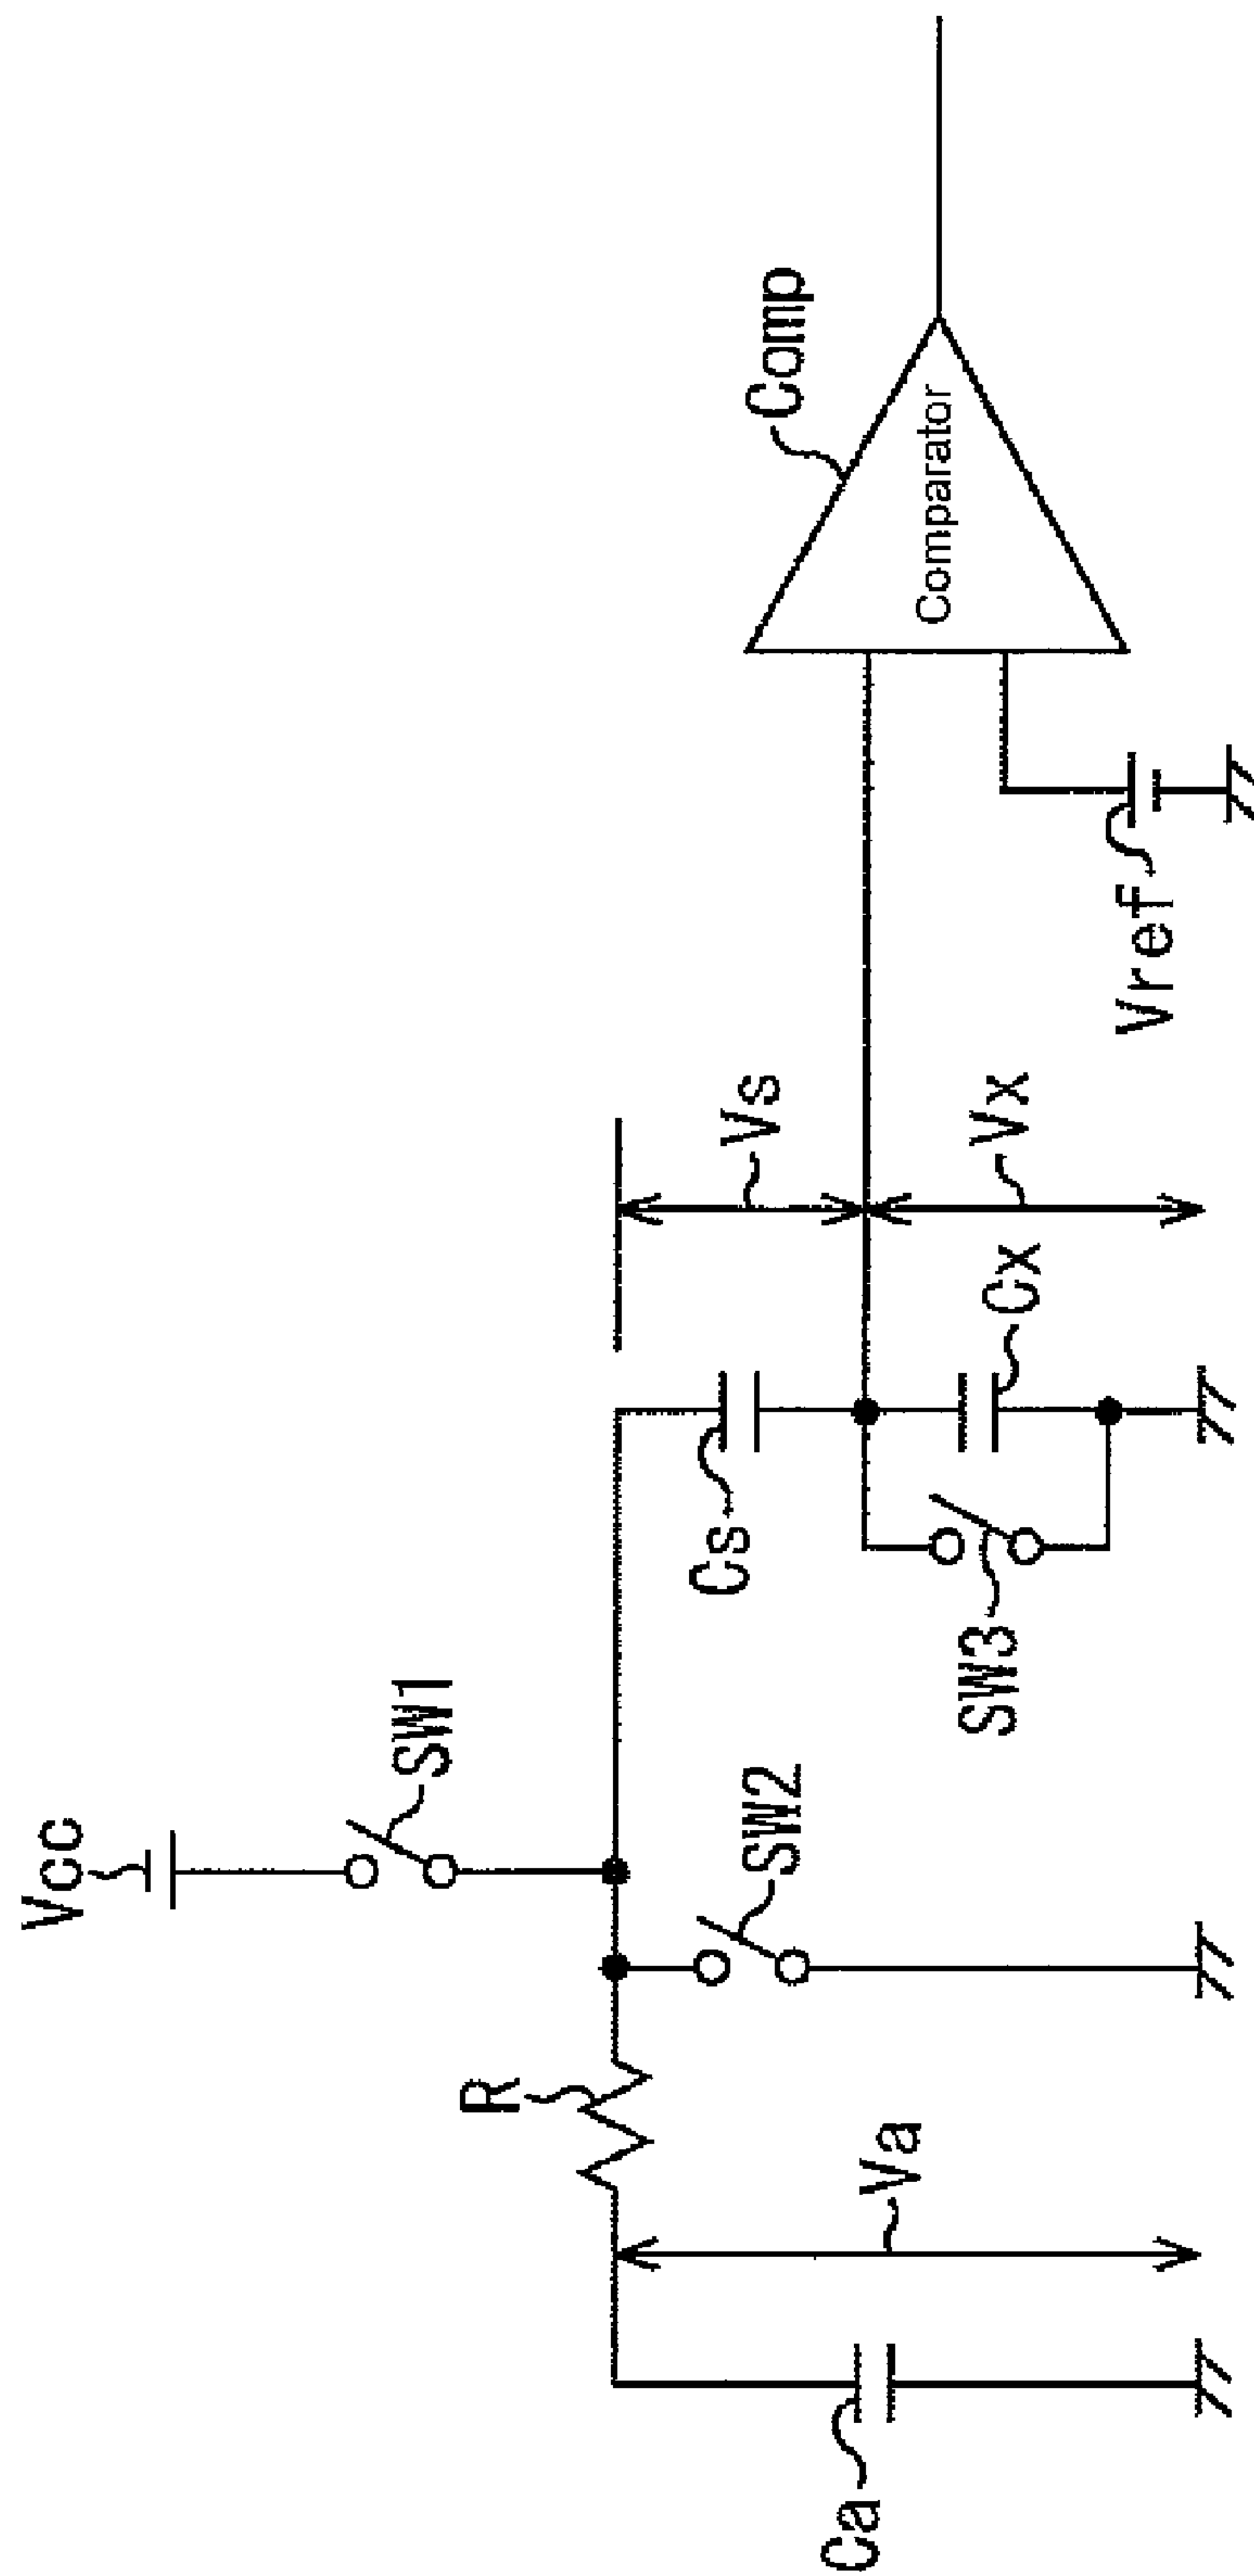 Vcc
SW1
R
SW2
Va
Ca
Cs
SW3
Cx
Vs
Vx
Vref
Comp
Comparator